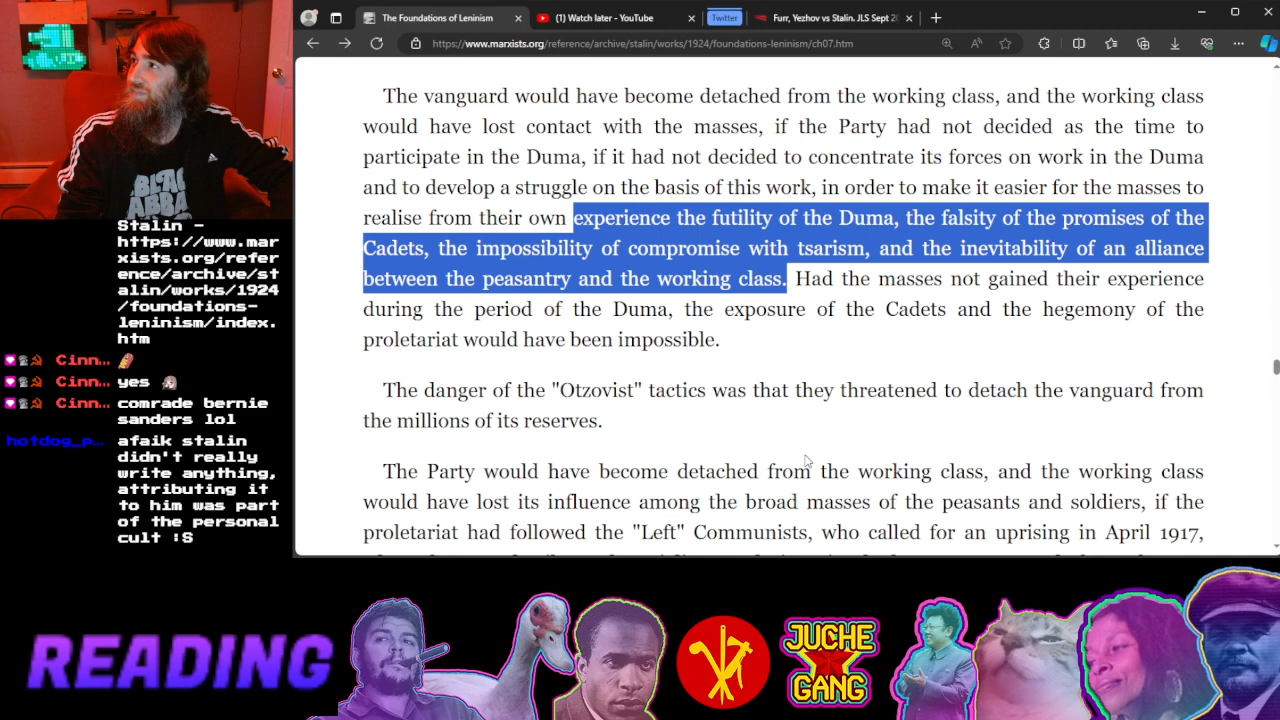 The Foundations of Leninism
(1) Watch later - YouTube
Twitter
Furr, Yezhov vs Stalin. JLS Sept 20
https://www.marxists.org/reference/archive/stalin/works/1924/foundations-leninism/ch07.htm
The vanguard would have become detached from the working class, and the working class
would have lost contact with the masses, if the Party had not decided as the time to
participate in the Duma, if it had not decided to concentrate its forces on work in the Duma
and to develop a struggle on the basis of this work, in order to make it easier for the masses to
realise from their own experience the futility of the Duma, the falsity of the promises of the
Cadets, the impossibility of compromise with tsarism, and the inevitability of an alliance
between the peasantry and the working class. Had the masses not gained their experience
during the period of the Duma, the exposure of the Cadets and the hegemony of the
proletariat would have been impossible.
The danger of the "Otzovist" tactics was that they threatened to detach the vanguard from
the millions of its reserves.
The Party would have become detached from the working class, and the working class
would have lost its influence among the broad masses of the peasants and soldiers, if the
proletariat had followed the "Left" Communists, who called for an uprising in April 1917,
BLACK
SABBATH
Stalin -
https://www.mar
xists.org/refer
ence/archive/st
alin/works/1924
/foundations-
leninism/index.
htm
Cinn...
Cinn... yes
Cinn... comrade bernie
sanders lol
hotdog_p... afaik stalin
didn't really
write anything,
attributing it
to him was part
of the personal
cult :S
READING
JUCHE
GANG